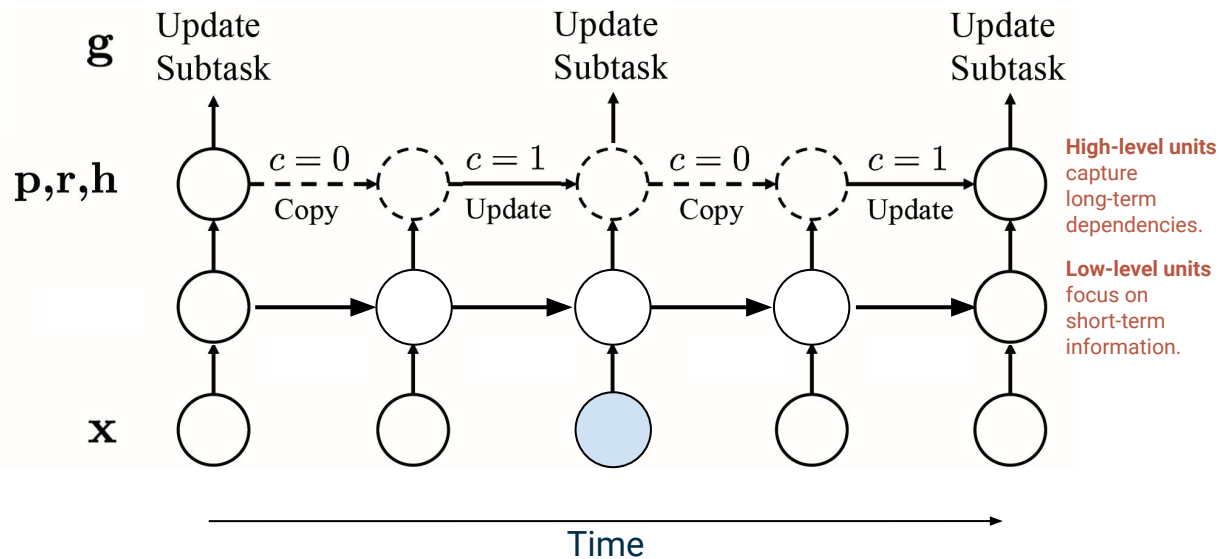 g
Update
Subtask
Update
Subtask
Update
Subtask
p,r,h
c = 0
Copy
c = 1
Update
c = 0
Copy
c = 1
Update
High-level units
capture
long-term
dependencies.
Low-level units
focus on
short-term
information.
x
Time